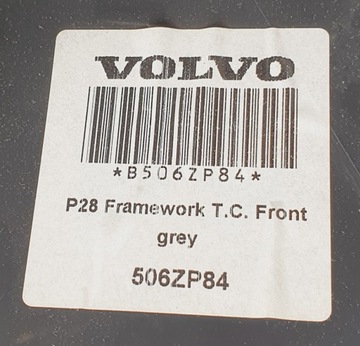 VOLVO
*B506ZP84*
P28 Framework T.C. Front
grey
506ZP84